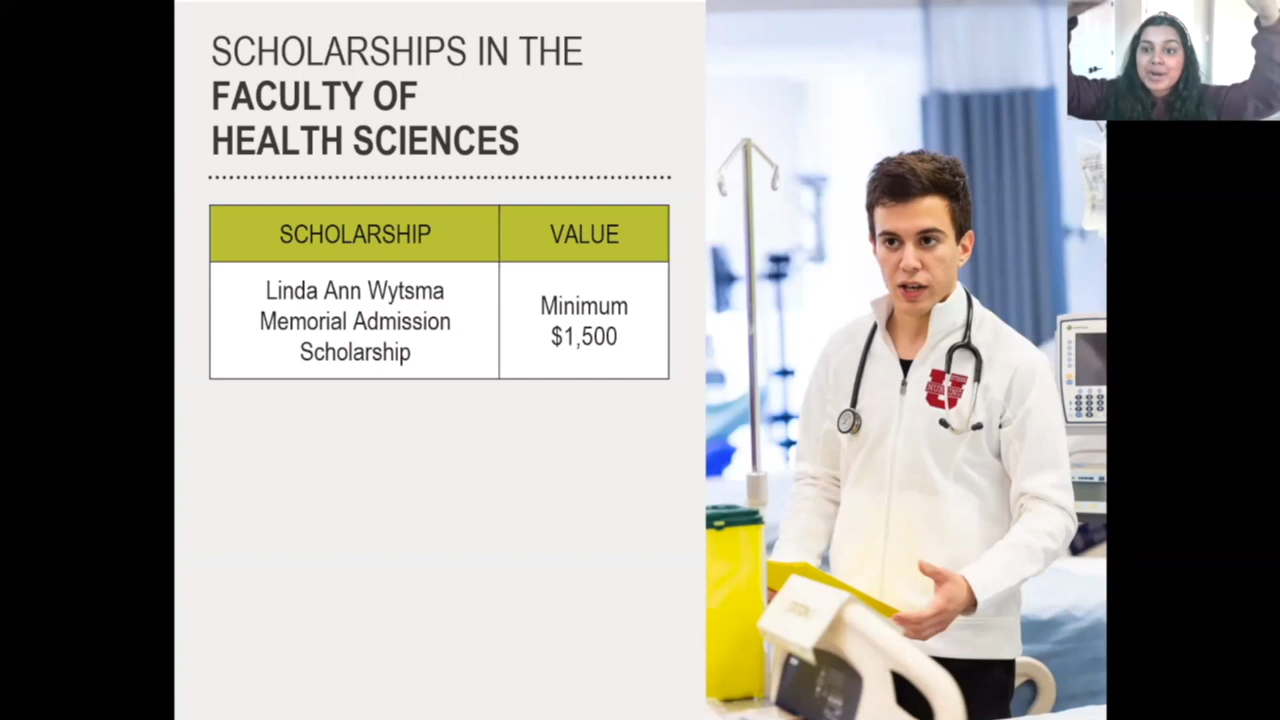 SCHOLARSHIPS IN THE
FACULTY OF
HEALTH SCIENCES
SCHOLARSHIP
VALUE
Linda Ann Wytsma
Memorial Admission
Scholarship
Minimum
$1,500